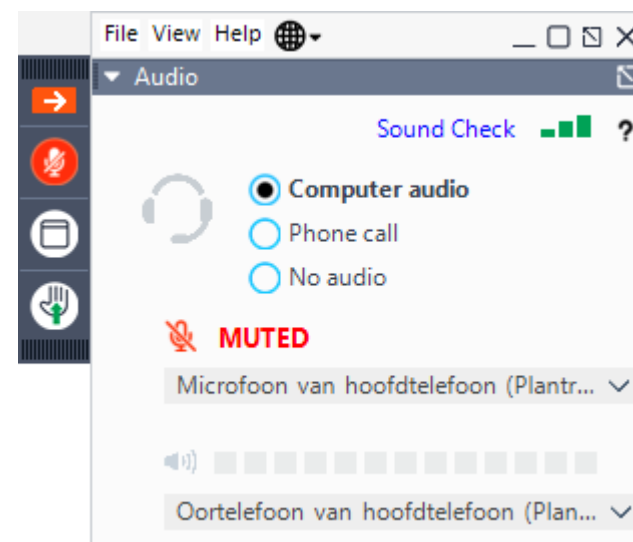 File View Help
Audio
Sound Check ?
Computer audio
Phone call
No audio
MUTED
Microfoon van hoofdtelefoon (Plantr...
Oortelefoon van hoofdtelefoon (Plan...